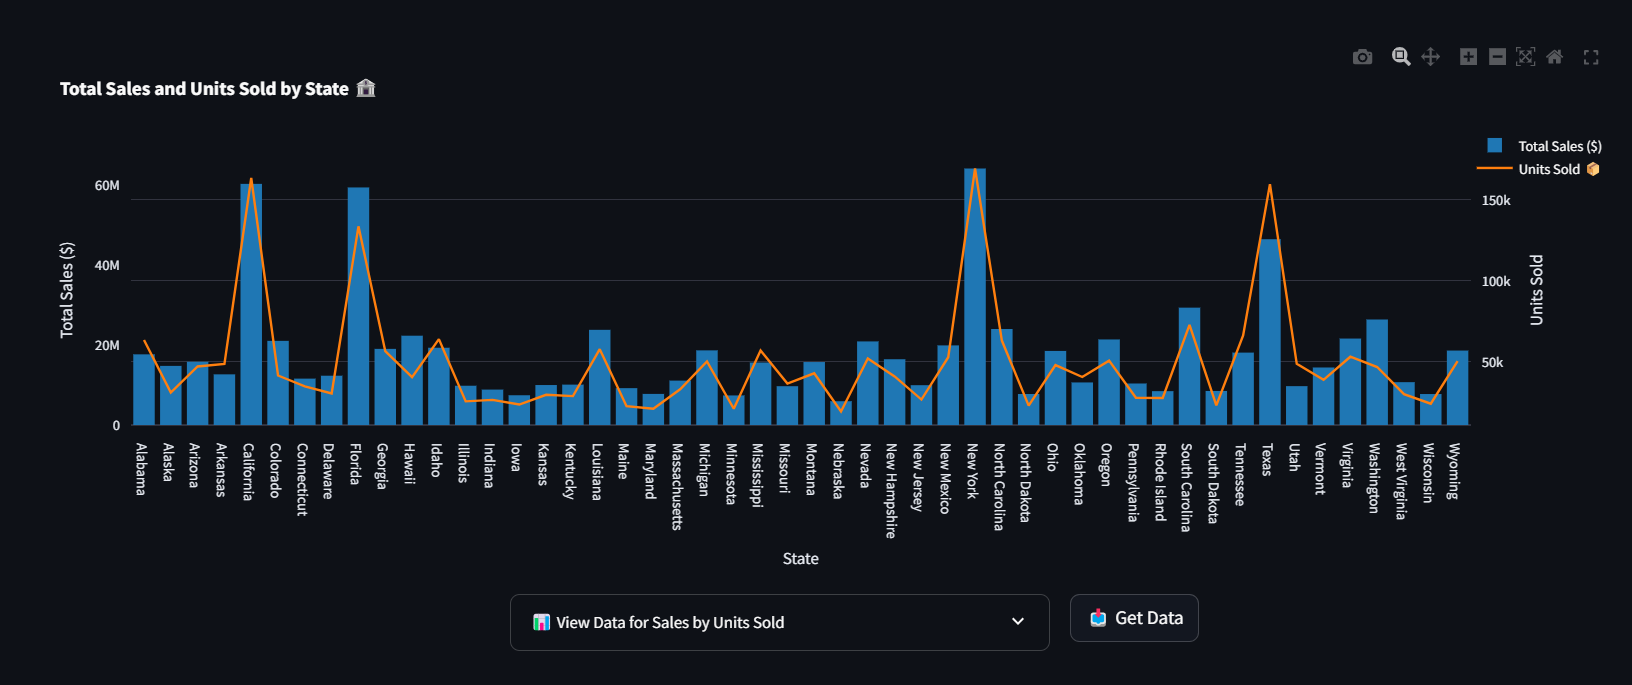 Total Sales and Units Sold by State 🏛️
Total Sales ($)
Units Sold 📦
60M
40M
20M
0
Total Sales ($)
150k
100k
50k
Units Sold
Alabama
Alaska
Arizona
Arkansas
California
Colorado
Connecticut
Delaware
Florida
Georgia
Hawaii
Idaho
Illinois
Indiana
Iowa
Kansas
Kentucky
Louisiana
Maine
Maryland
Massachusetts
Michigan
Minnesota
Mississippi
Missouri
Montana
Nebraska
Nevada
New Hampshire
New Jersey
New Mexico
New York
North Carolina
North Dakota
Ohio
Oklahoma
Oregon
Pennsylvania
Rhode Island
South Carolina
South Dakota
Tennessee
Texas
Utah
Vermont
Virginia
Washington
West Virginia
Wisconsin
Wyoming
State
📊 View Data for Sales by Units Sold
📥 Get Data